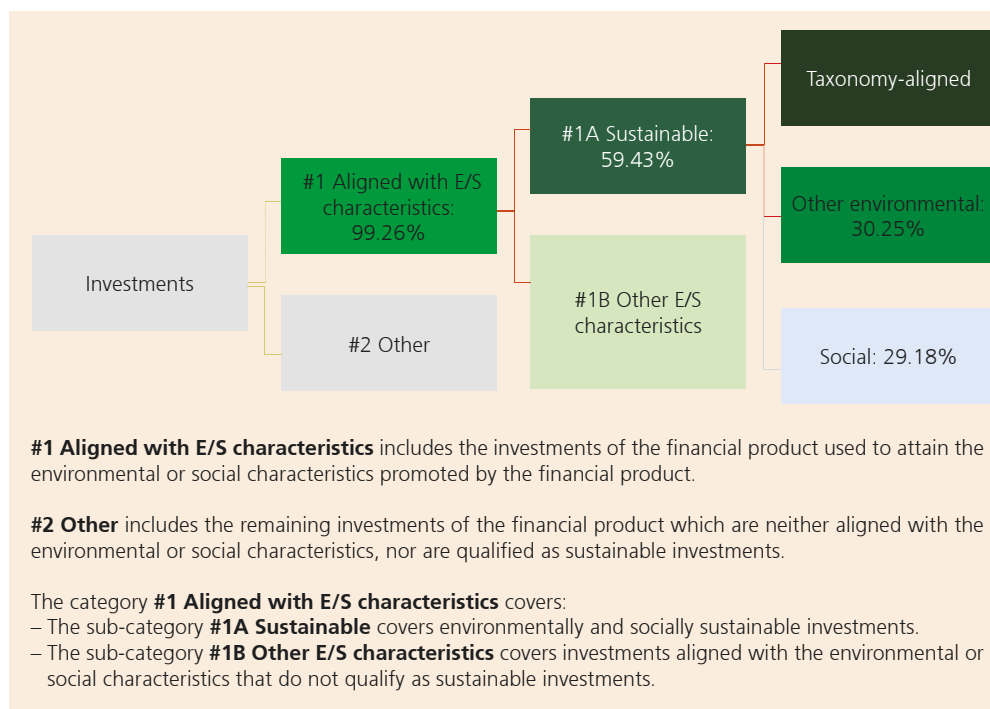 Taxonomy-aligned
#1A Sustainable:
59.43%
#1 Aligned with E/S
characteristics:
99.26%
Other environmental:
30.25%
Investments
#1B Other E/S
characteristics
#2 Other
Social: 29.18%
#1 Aligned with E/S characteristics includes the investments of the financial product used to attain the
environmental or social characteristics promoted by the financial product.
#2 Other includes the remaining investments of the financial product which are neither aligned with the
environmental or social characteristics, nor are qualified as sustainable investments.
The category #1 Aligned with E/S characteristics covers:
– The sub-category #1A Sustainable covers environmentally and socially sustainable investments.
– The sub-category #1B Other E/S characteristics covers investments aligned with the environmental or
social characteristics that do not qualify as sustainable investments.